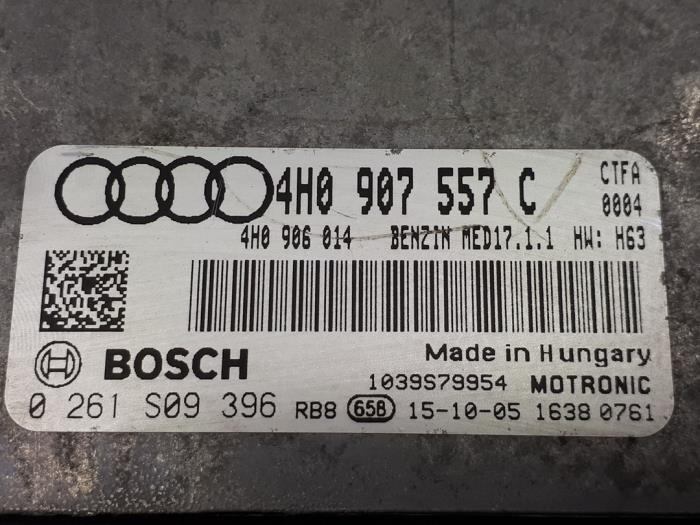 4H0 907 557 C CTFA
0004
4H0 906 014 BENZIN MED17.1.1 HW: H63
BOSCH Made in Hungary
1039S79954 MOTRONIC
0 261 S09 396 RB8 65B 15-10-05 1638 0761